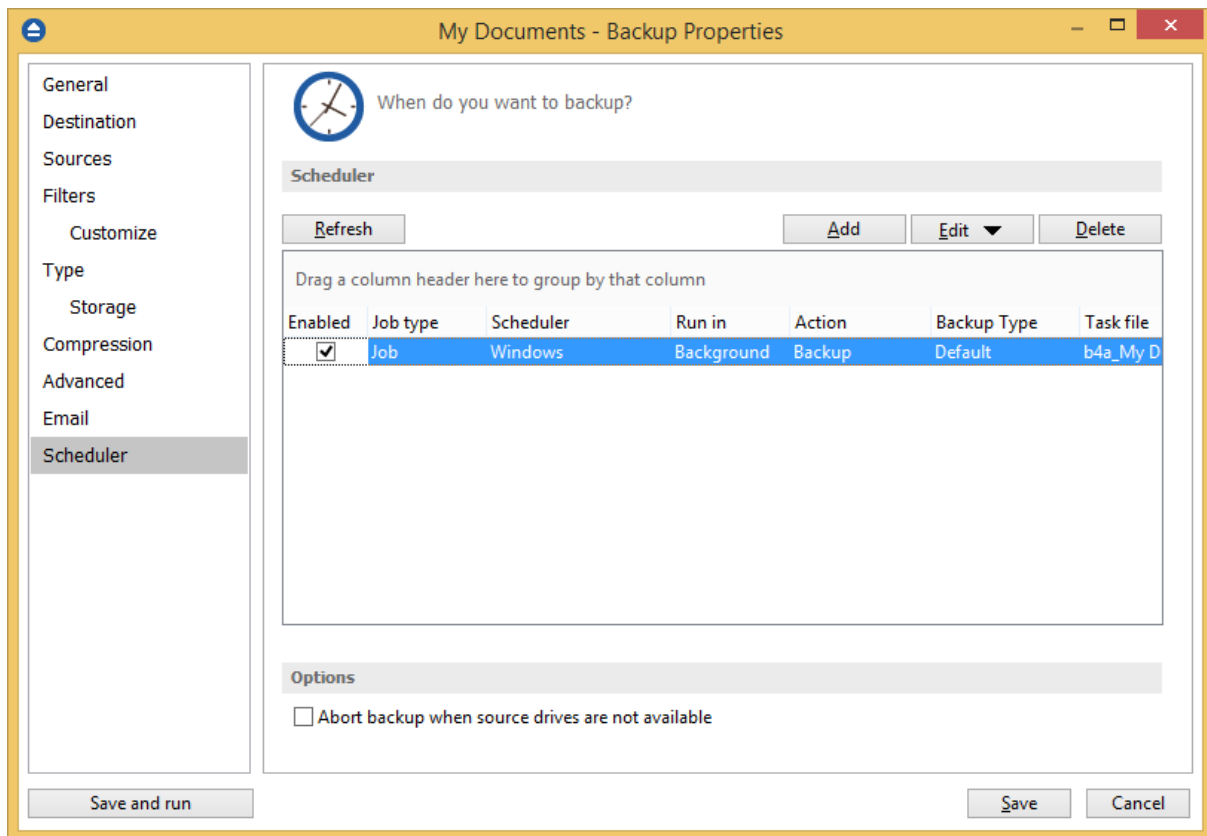 My Documents - Backup Properties
General
Destination
Sources
Filters
Customize
Type
Storage
Compression
Advanced
Email
Scheduler
When do you want to backup?
Scheduler
Refresh Add Edit Delete
Drag a column header here to group by that column
Enabled Job type Scheduler Run in Action Backup Type Task file
Job Windows Background Backup Default b4a_My D
Options
Abort backup when source drives are not available
Save and run Save Cancel